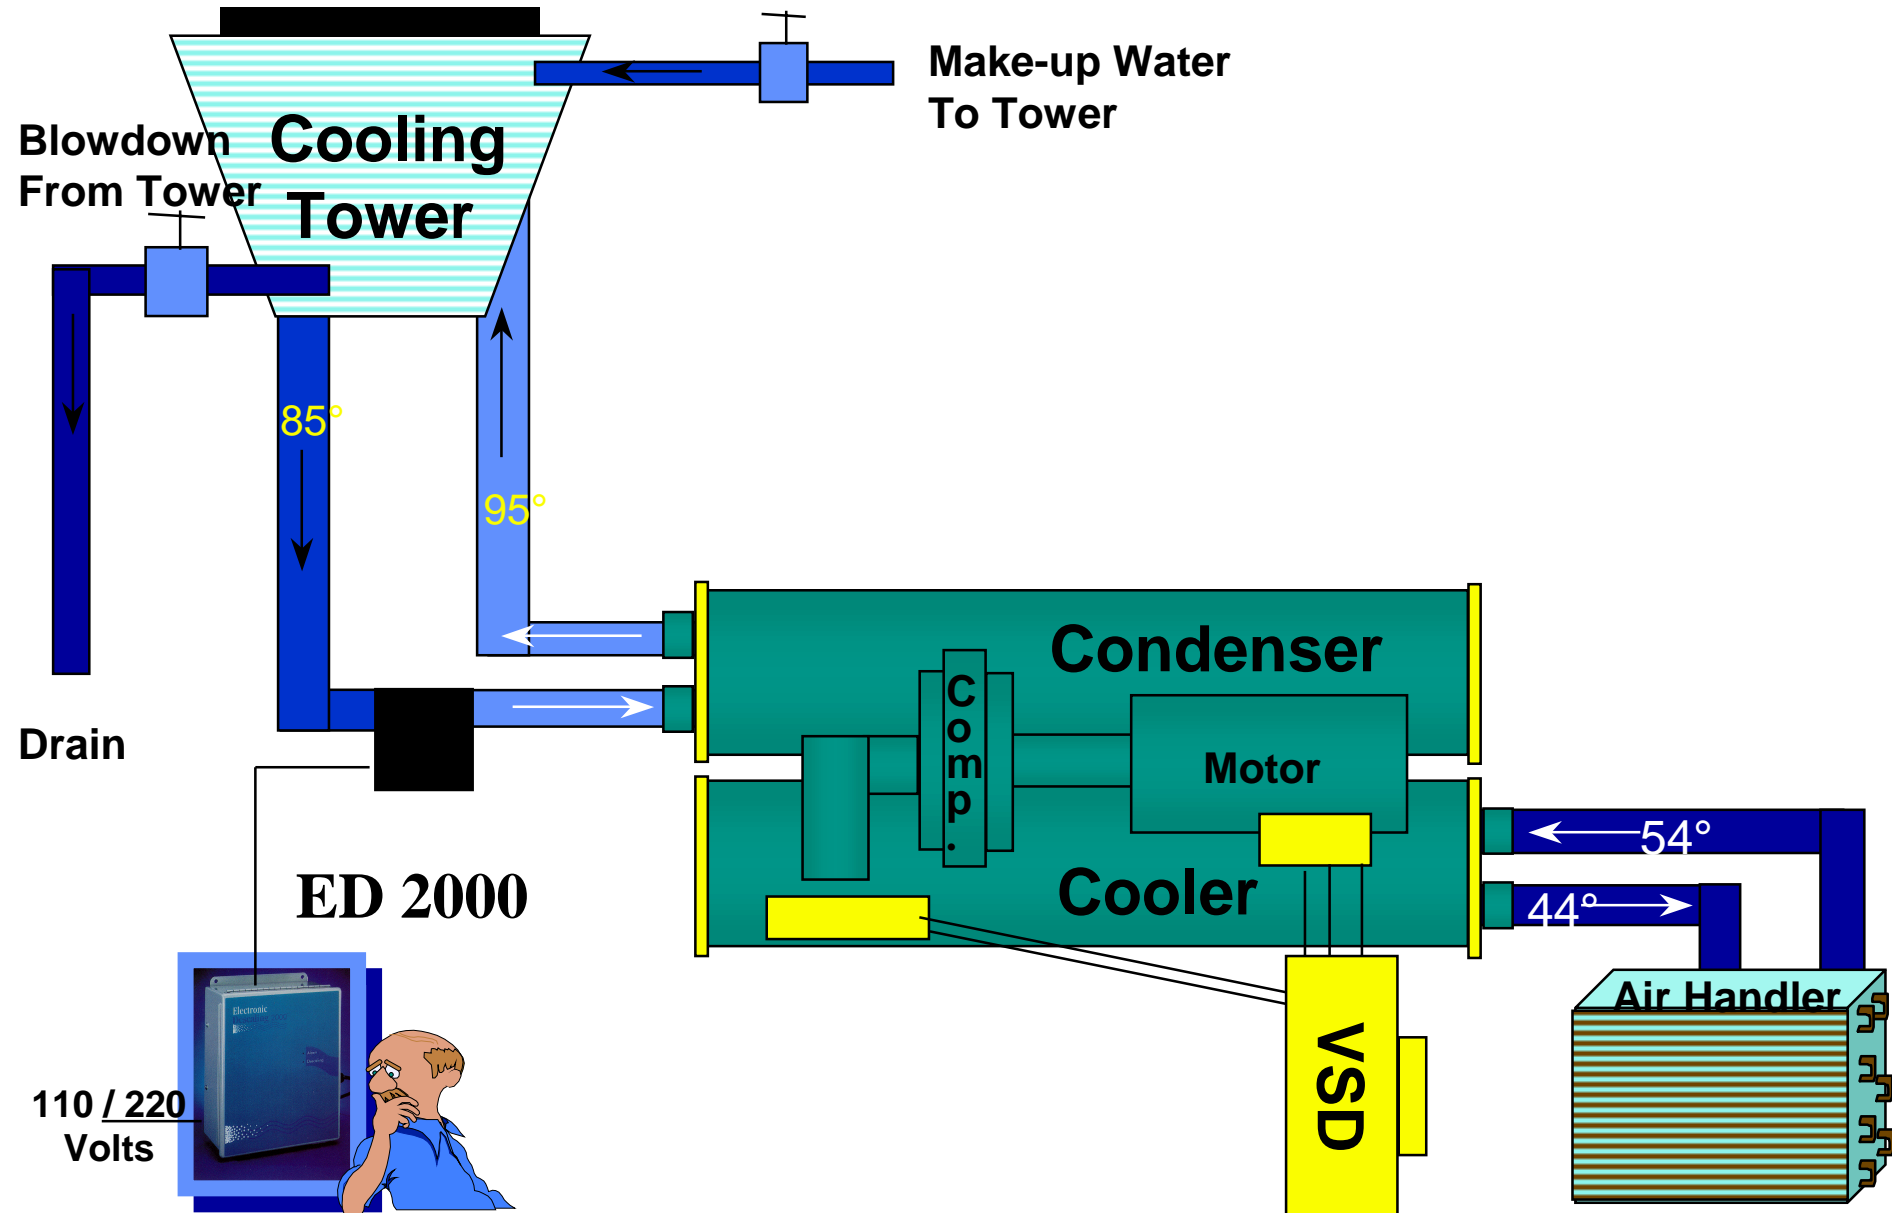 Make-up Water
To Tower
Blowdown
From Tower
Cooling
Tower
85°
95°
Condenser
Comp.
Motor
Drain
54°
Cooler
44°
ED 2000
Air Handler
Electronic
VSD
110 / 220
Volts